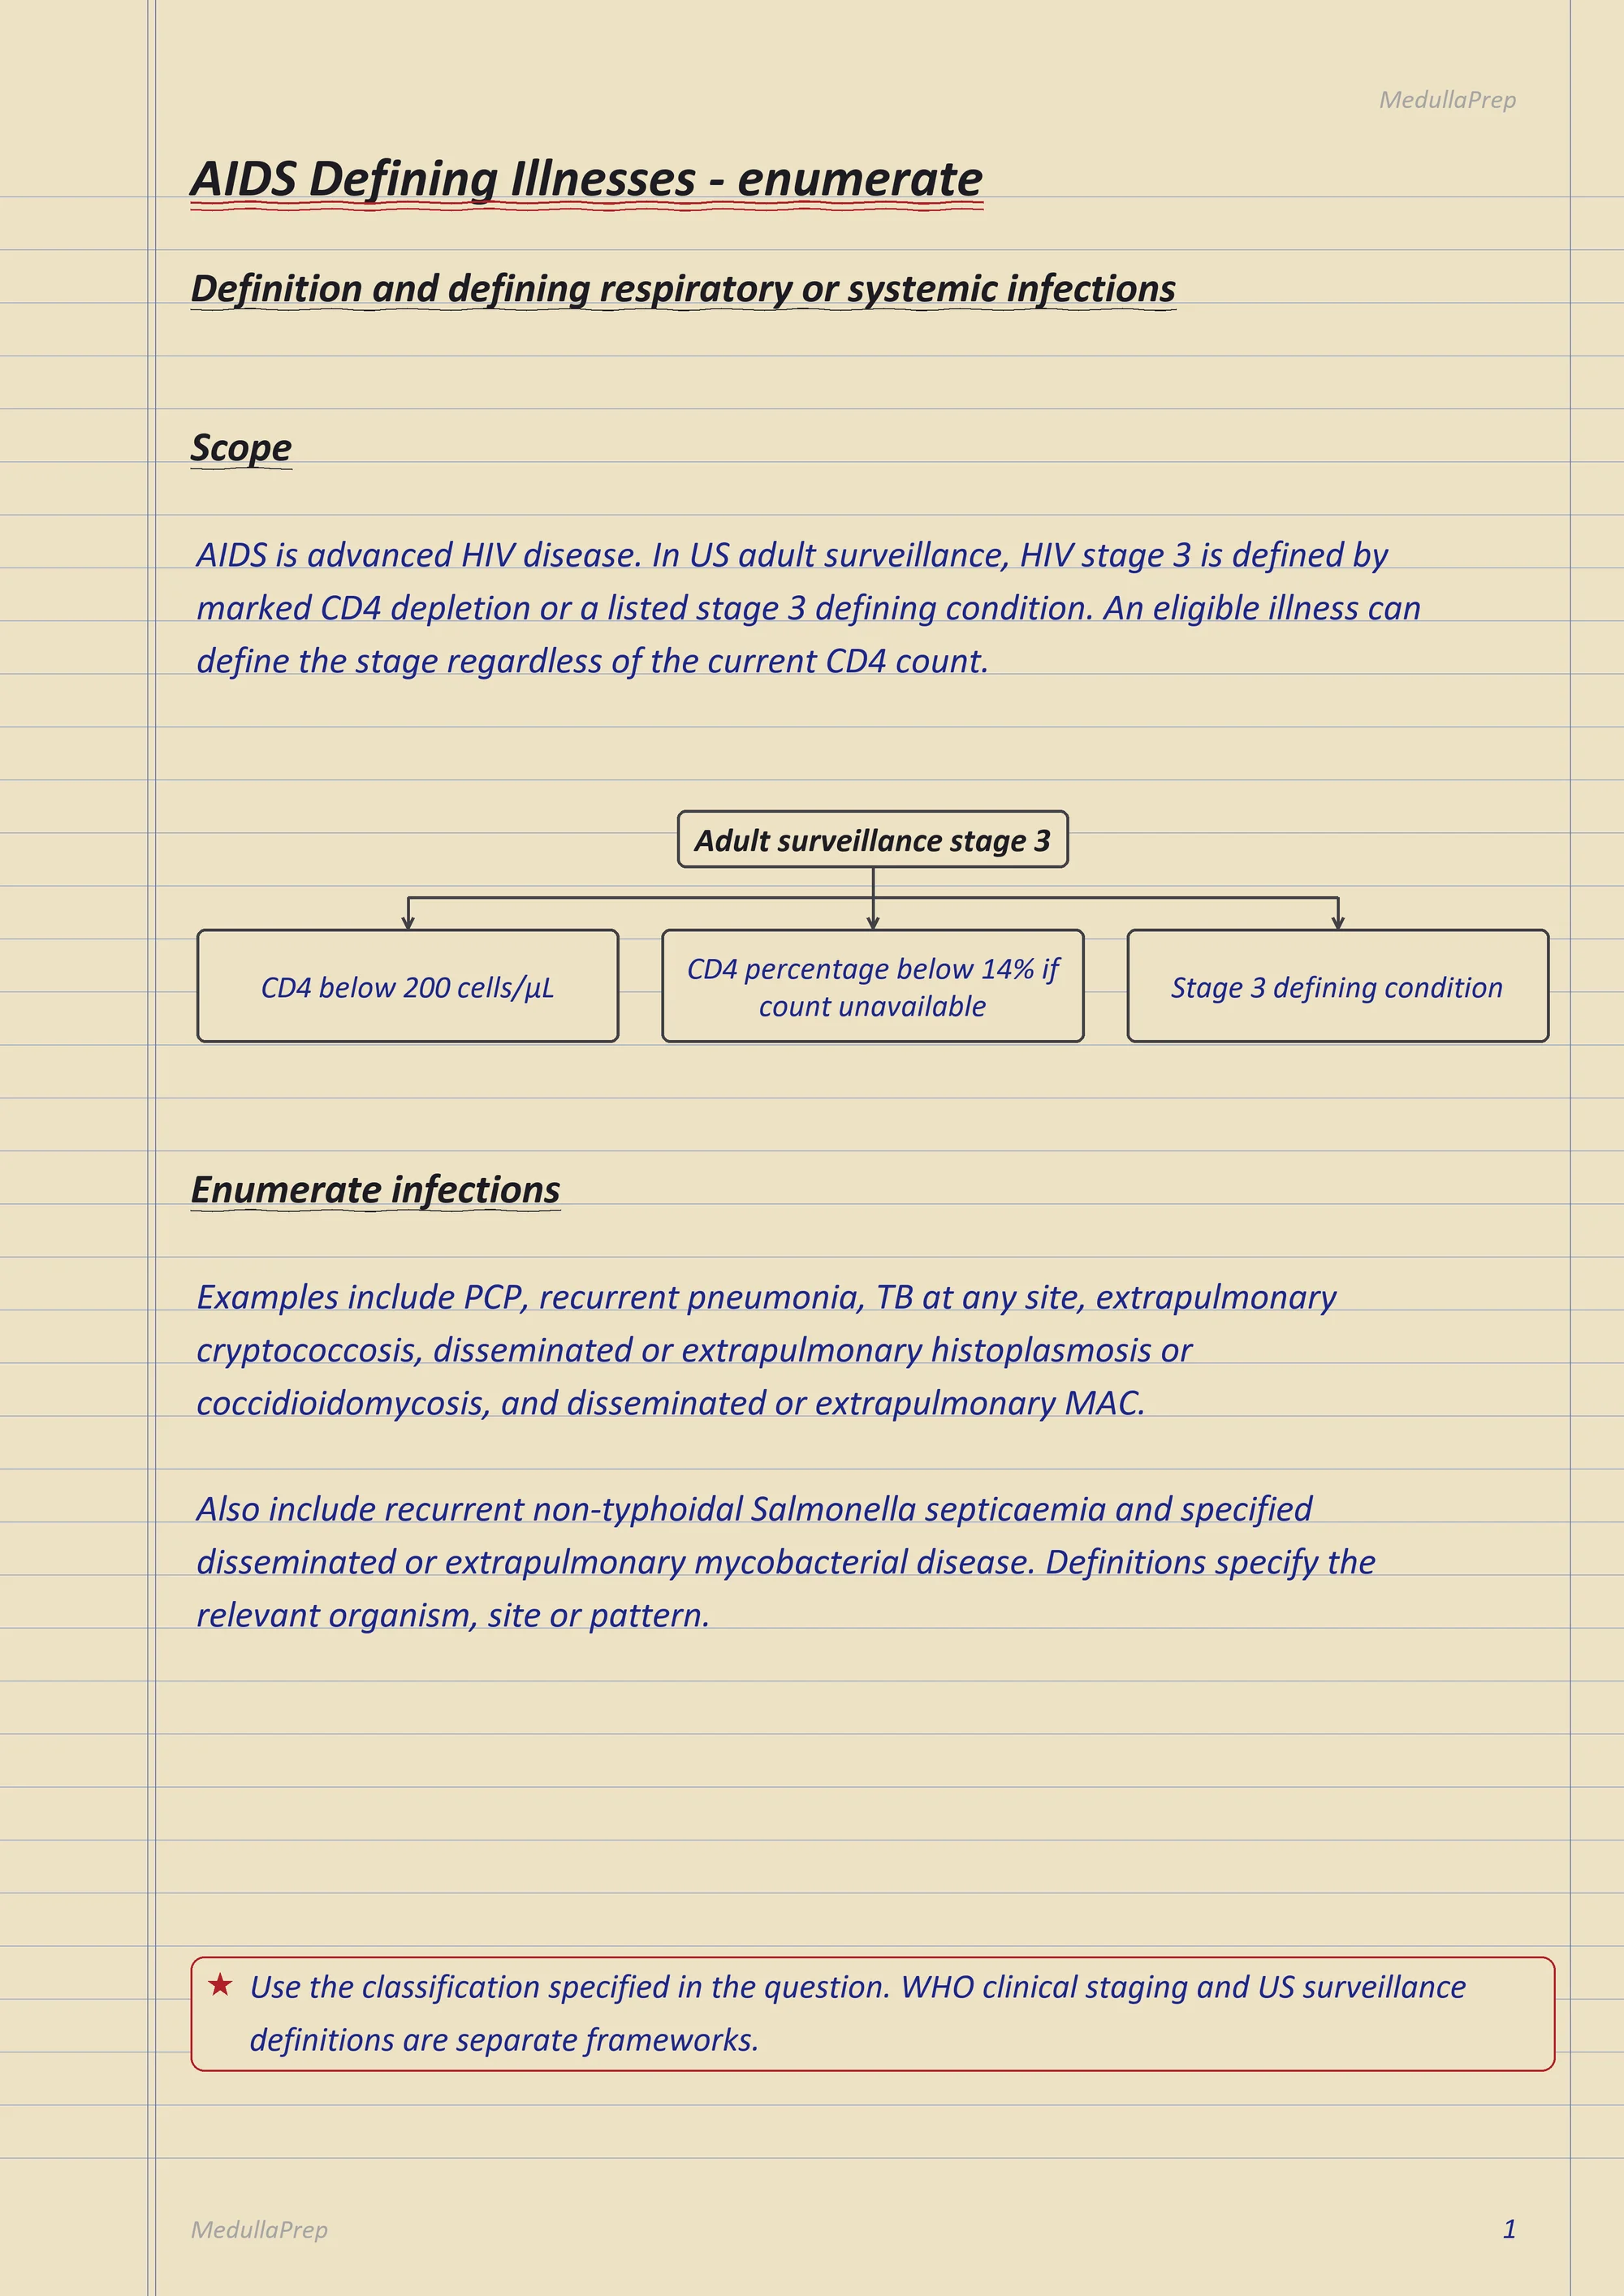 MedullaPrep
AIDS Defining Illnesses - enumerate
Definition and defining respiratory or systemic infections
Scope
AIDS is advanced HIV disease. In US adult surveillance, HIV stage 3 is defined by
marked CD4 depletion or a listed stage 3 defining condition. An eligible illness can
define the stage regardless of the current CD4 count.
Adult surveillance stage 3
CD4 below 200 cells/μL
CD4 percentage below 14% if
count unavailable
Stage 3 defining condition
Enumerate infections
Examples include PCP, recurrent pneumonia, TB at any site, extrapulmonary
cryptococcosis, disseminated or extrapulmonary histoplasmosis or
coccidioidomycosis, and disseminated or extrapulmonary MAC.
Also include recurrent non-typhoidal Salmonella septicaemia and specified
disseminated or extrapulmonary mycobacterial disease. Definitions specify the
relevant organism, site or pattern.
★ Use the classification specified in the question. WHO clinical staging and US surveillance
definitions are separate frameworks.
MedullaPrep
1